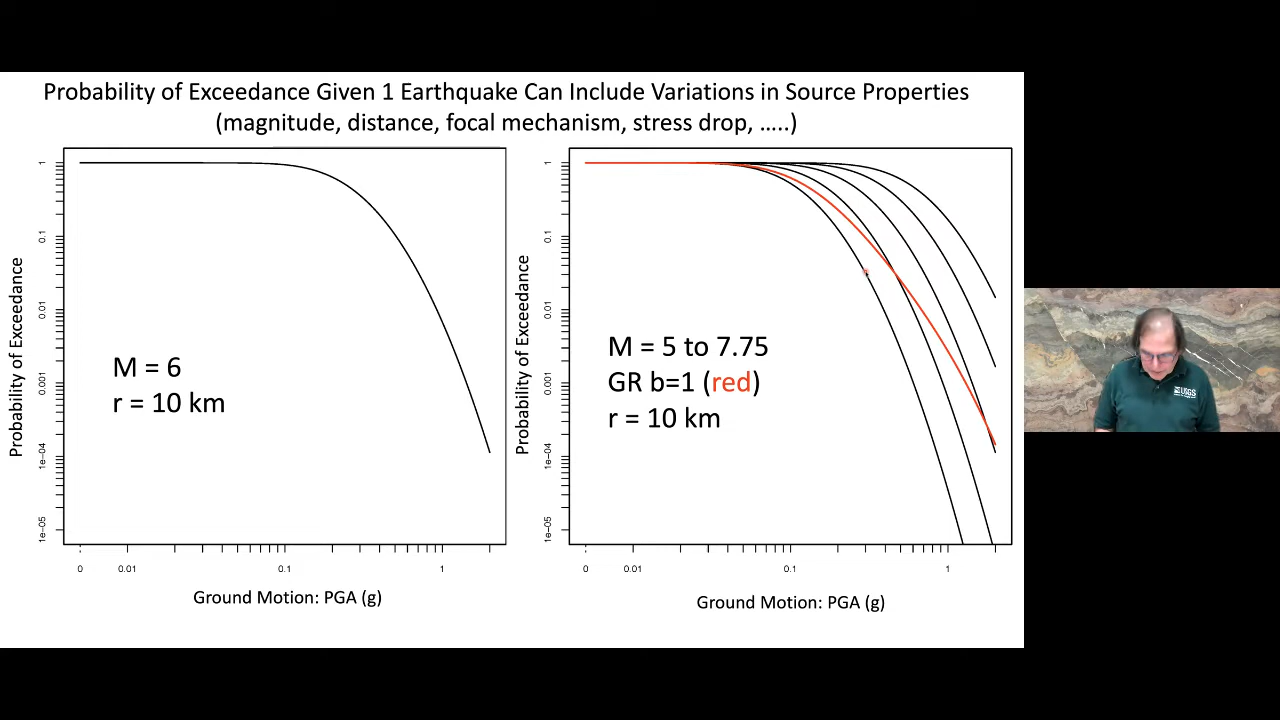 Probability of Exceedance Given 1 Earthquake Can Include Variations in Source Properties
(magnitude, distance, focal mechanism, stress drop, …..)
Probability of Exceedance
1
0.1
0.01
0.001
1e−04
1e−05
M = 6
r = 10 km
0
0.01
0.1
1
Ground Motion: PGA (g)
Probability of Exceedance
1
0.1
0.01
0.001
1e−04
1e−05
M = 5 to 7.75
GR b=1 (red)
r = 10 km
0
0.01
0.1
1
Ground Motion: PGA (g)
USGS